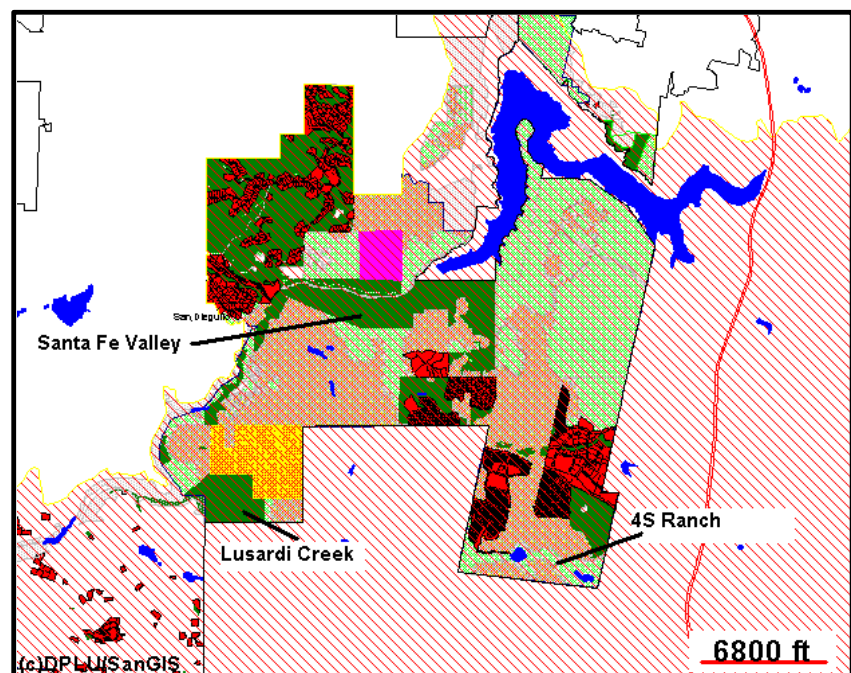 San Dieguito
Santa Fe Valley
4S Ranch
Lusardi Creek
6800 ft
(c)DPLU/SanGIS